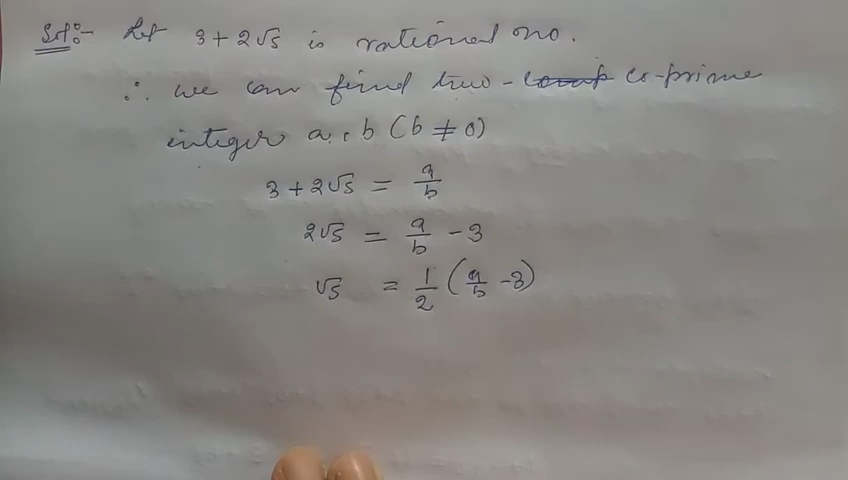 Sol:- Let 3+2√5 is rational no.
∴ we can find two co-prime
integer a, b (b ≠ 0)
3+2√5 = a/b
2√5 = a/b - 3
√5 = 1/2 (a/b - 3)